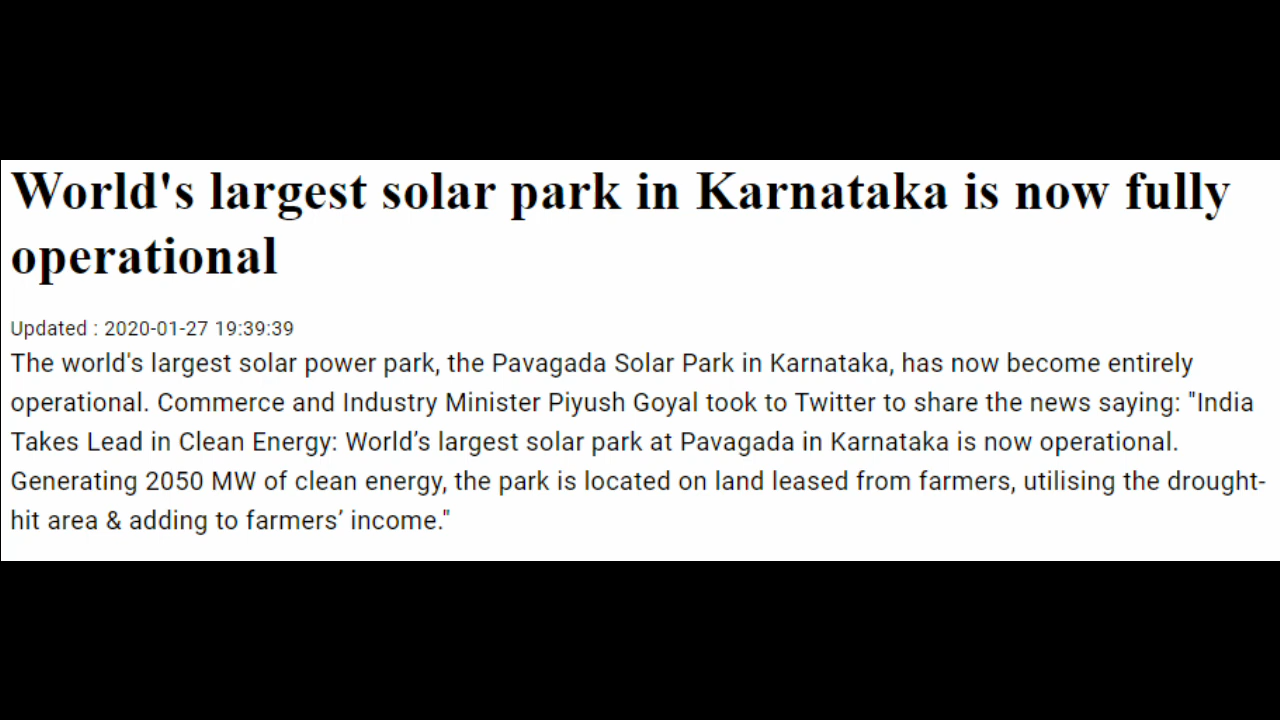 World's largest solar park in Karnataka is now fully
operational
Updated : 2020-01-27 19:39:39
The world's largest solar power park, the Pavagada Solar Park in Karnataka, has now become entirely
operational. Commerce and Industry Minister Piyush Goyal took to Twitter to share the news saying: "India
Takes Lead in Clean Energy: World’s largest solar park at Pavagada in Karnataka is now operational.
Generating 2050 MW of clean energy, the park is located on land leased from farmers, utilising the drought-
hit area & adding to farmers’ income."